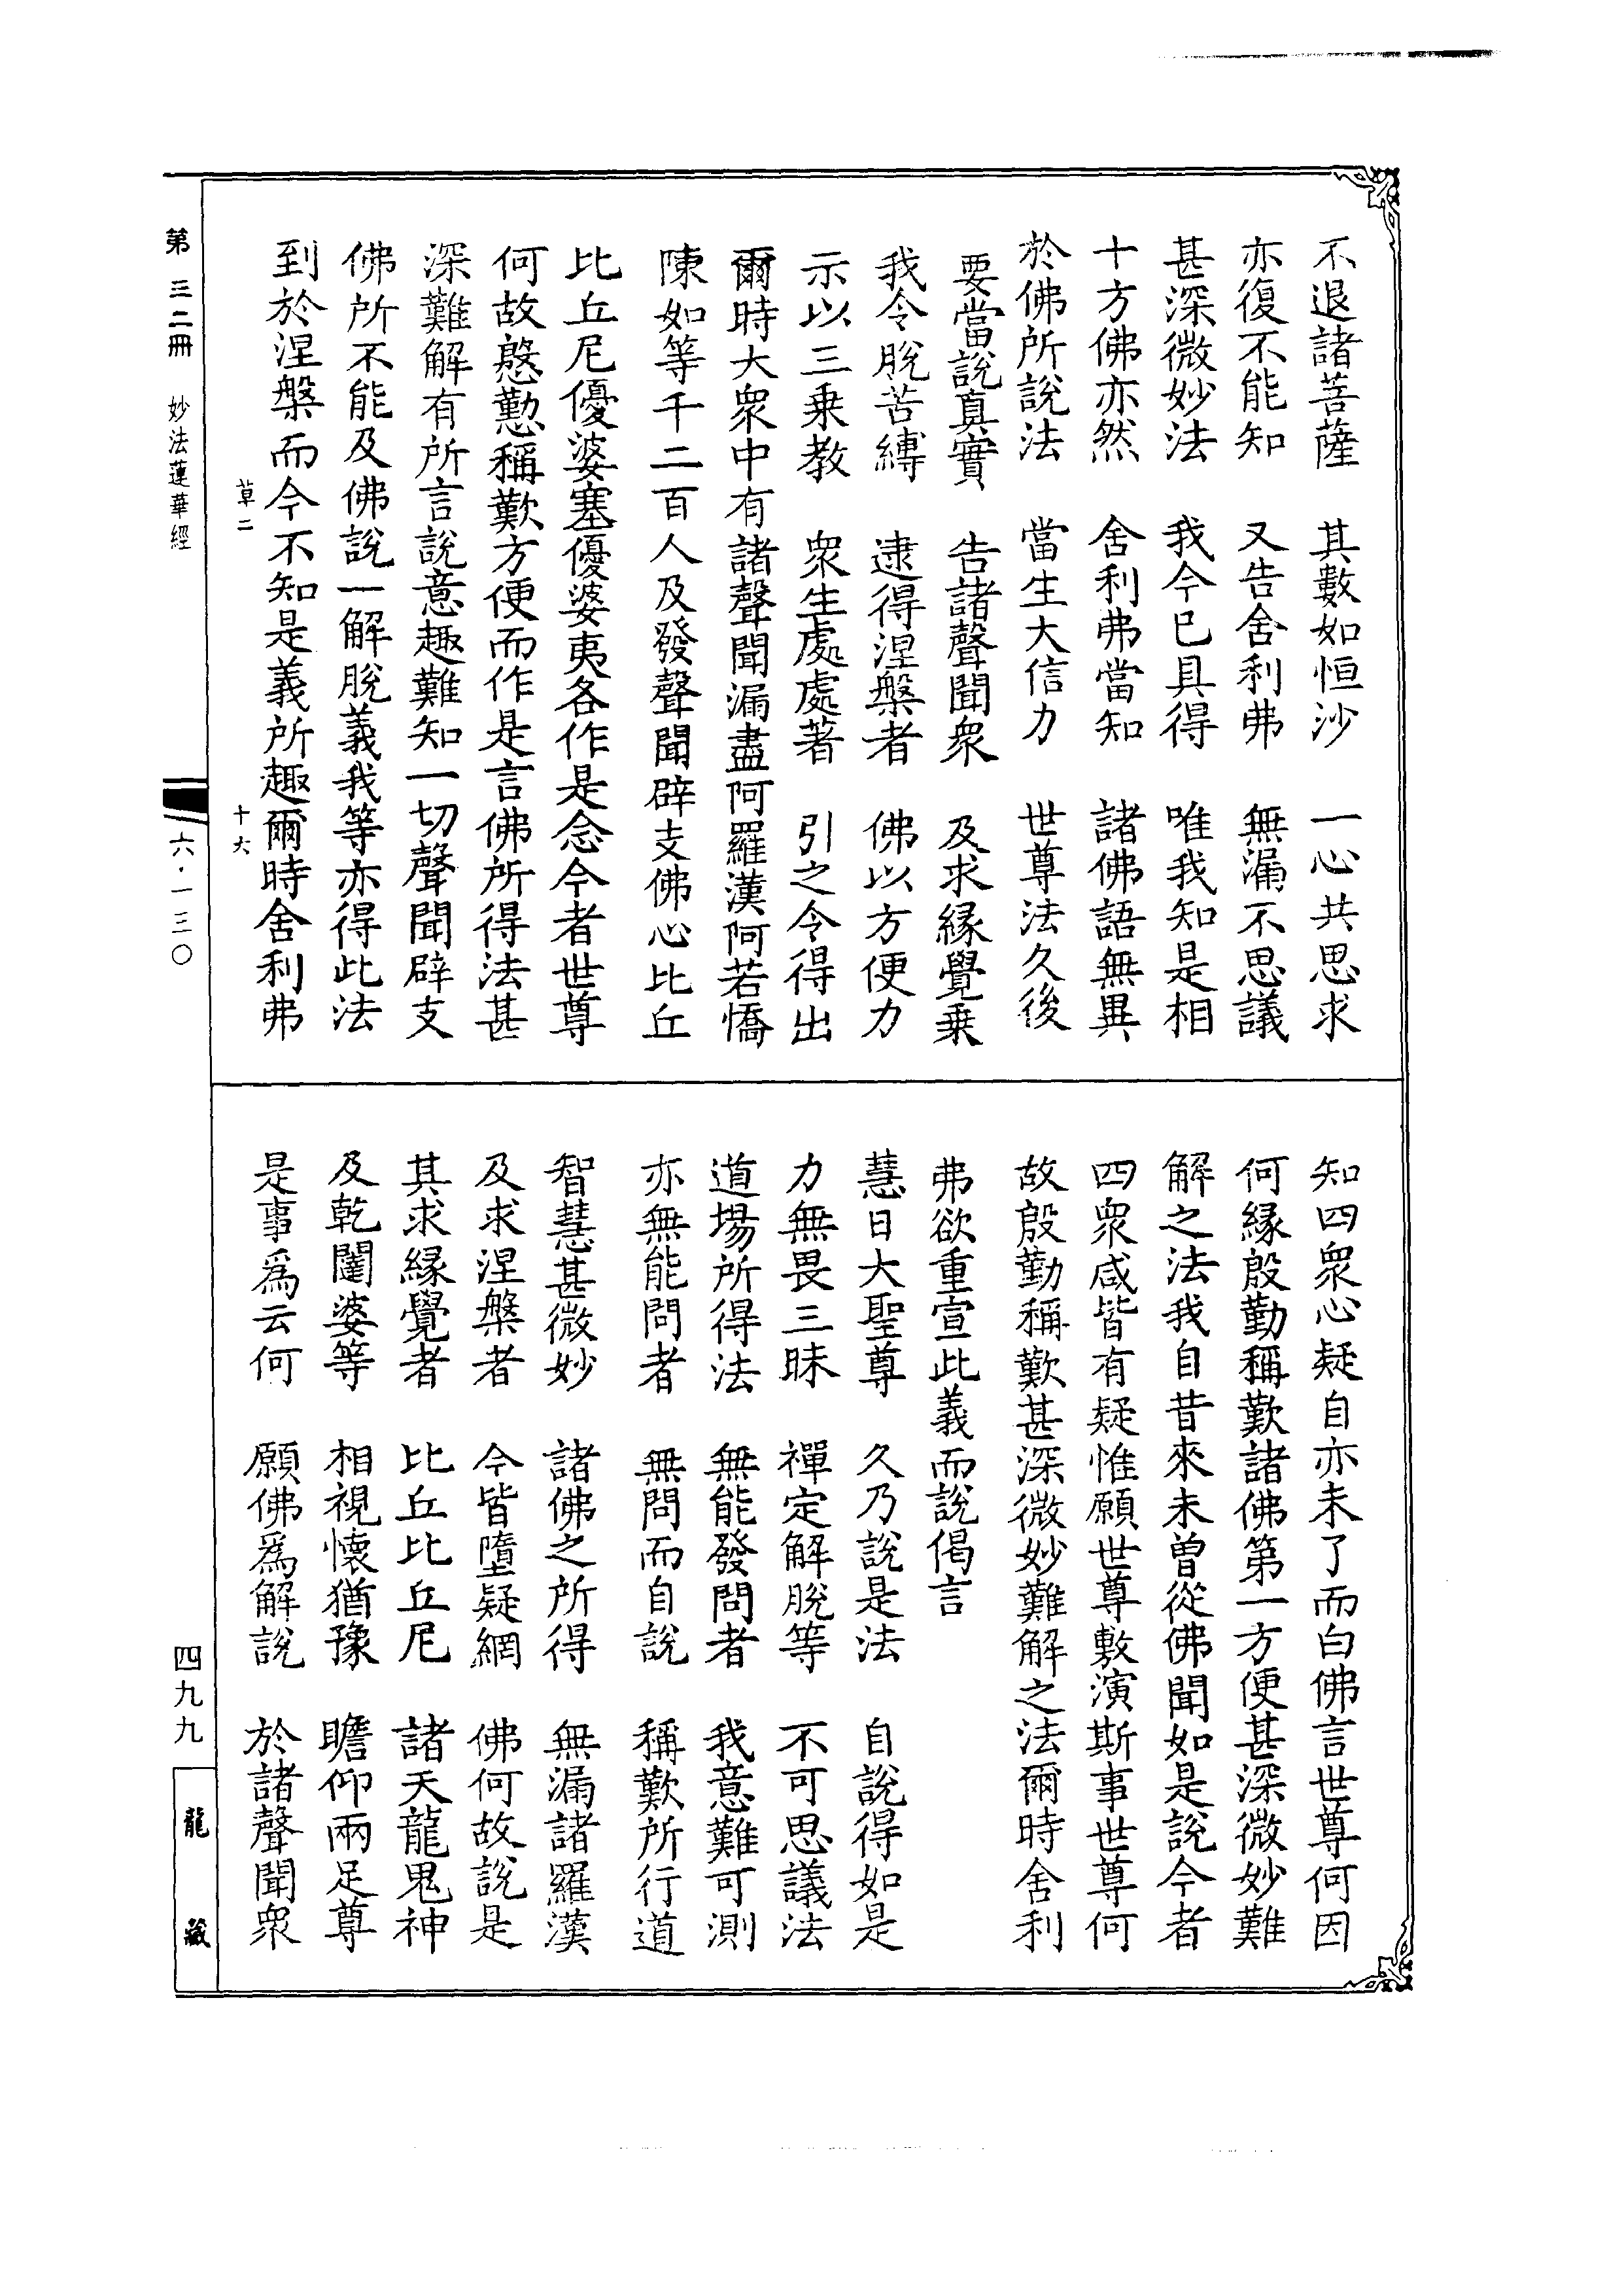 不退諸菩薩　其數如恒沙　一心共思求
亦復不能知　又告舍利弗　無漏不思議
甚深微妙法　我今已具得　唯我知是相
十方佛亦然　舍利弗當知　諸佛語無異
於佛所說法　當生大信力　世尊法久後
要當說真實　告諸聲聞眾　及求緣覺乘
我令脫苦縛　逮得涅槃者　佛以方便力
示以三乘教　眾生處處著　引之令得出
爾時大眾中有諸聲聞漏盡阿羅漢阿若憍
陳如等千二百人及發聲聞辟支佛心比丘
比丘尼優婆塞優婆夷各作是念今者世尊
何故慇懃稱歎方便而作是言佛所得法甚
深難解有所言說意趣難知一切聲聞辟支
佛所不能及佛說一解脫義我等亦得此法
到於涅槃而今不知是義所趣爾時舍利弗
草二　十六
知四眾心疑自亦未了而白佛言世尊何因
何緣殷勤稱歎諸佛第一方便甚深微妙難
解之法我自昔來未曾從佛聞如是說今者
四眾咸皆有疑惟願世尊敷演斯事世尊何
故殷勤稱歎甚深微妙難解之法爾時舍利
弗欲重宣此義而說偈言
慧日大聖尊　久乃說是法　自說得如是
力無畏三昧　禪定解脫等　不可思議法
道場所得法　無能發問者　我意難可測
亦無能問者　無問而自說　稱歎所行道
智慧甚微妙　諸佛之所得　無漏諸羅漢
及求涅槃者　今皆墮疑網　佛何故說是
其求緣覺者　比丘比丘尼　諸天龍鬼神
及乾闥婆等　相視懷猶豫　瞻仰兩足尊
是事為云何　願佛為解說　於諸聲聞眾
第三二冊　妙法蓮華經　六·一三〇　四九九　龍藏